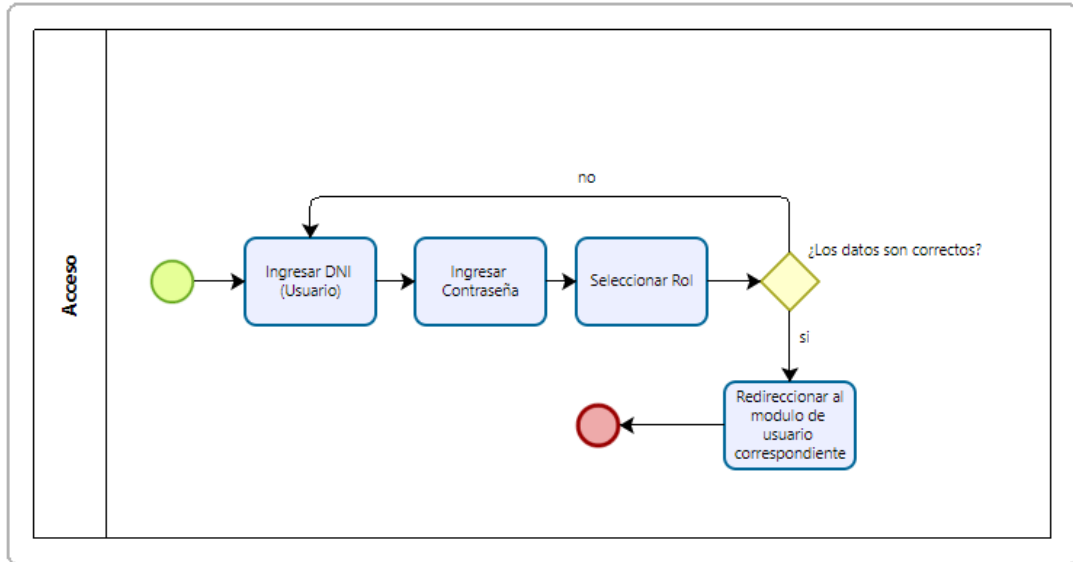 Acceso
no
Ingresar DNI
(Usuario)
Ingresar
Contraseña
Seleccionar Rol
¿Los datos son correctos?
si
Redireccionar al
modulo de
usuario
correspondiente